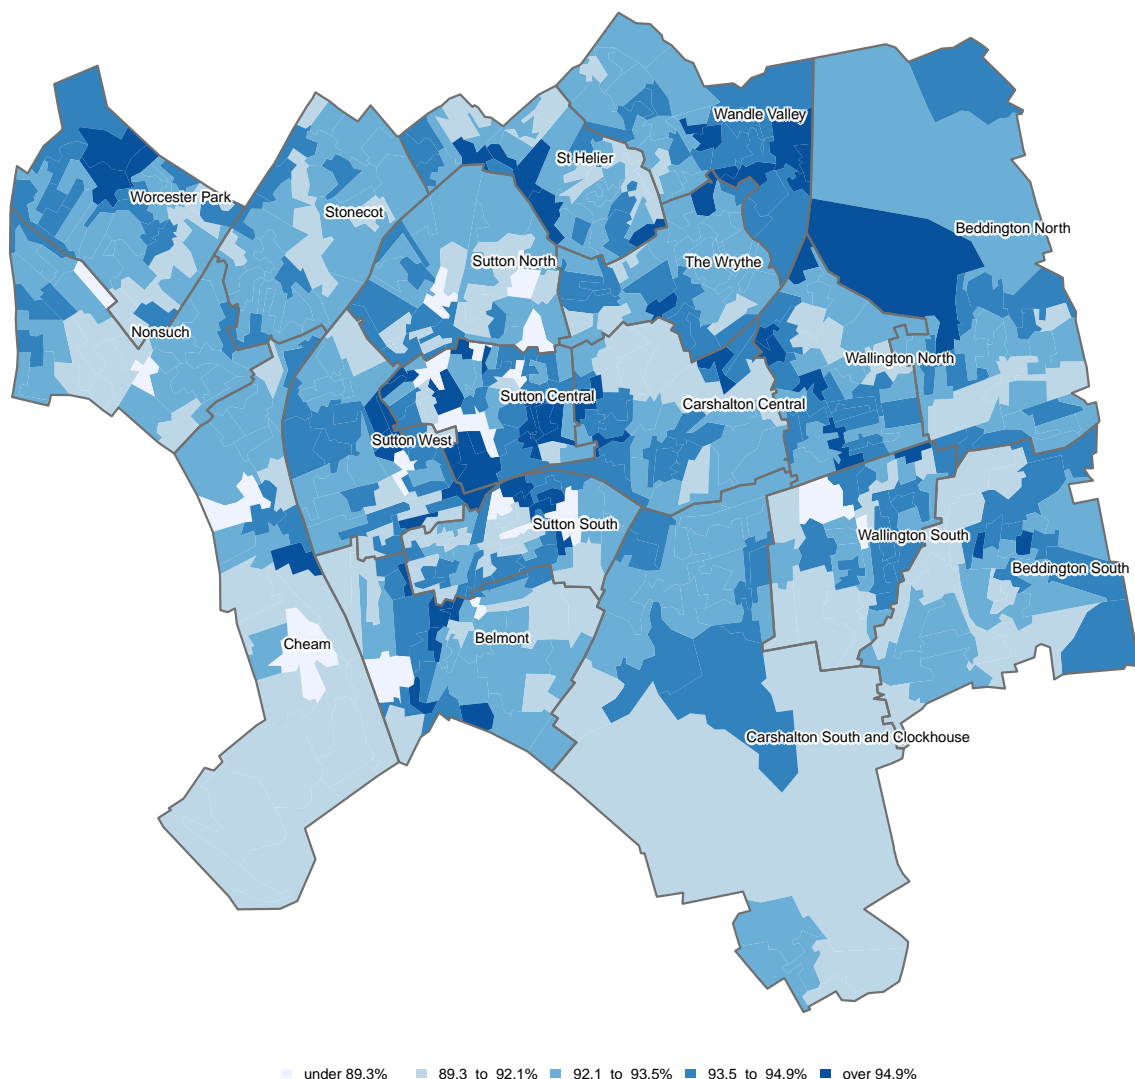 Wandle Valley
St Helier
Worcester Park
Stonecot
Beddington North
Sutton North
The Wrythe
Nonsuch
Wallington North
Sutton Central
Carshalton Central
Sutton West
Sutton South
Wallington South
Beddington South
Belmont
Cheam
Carshalton South and Clockhouse
under 89.3% 89.3 to 92.1% 92.1 to 93.5% 93.5 to 94.9% over 94.9%